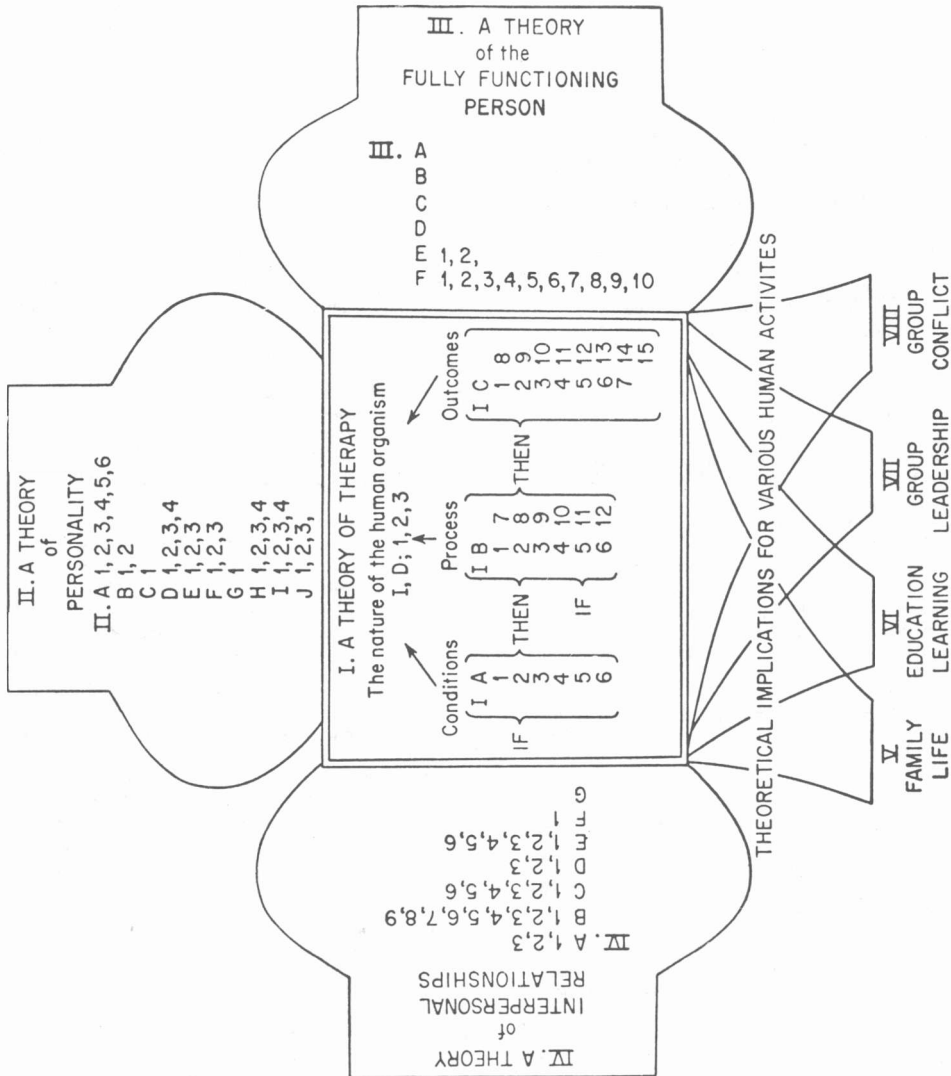 II. A THEORY
of
PERSONALITY
II. A 1, 2, 3, 4, 5, 6
B 1, 2
C 1
D 1, 2, 3, 4
E 1, 2, 3
F 1, 2, 3
G 1
H 1, 2, 3, 4
I 1, 2, 3, 4
J 1, 2, 3,
III. A THEORY
of the
FULLY FUNCTIONING
PERSON
III. A
B
C
D
E 1, 2,
F 1, 2, 3, 4, 5, 6, 7, 8, 9, 10
I. A THEORY OF THERAPY
The nature of the human organism
I, D; 1, 2, 3
Conditions Process Outcomes
I A I B I C
1 1 7 1 8
2 2 8 2 9
3 3 9 3 10
4 4 10 4 11
5 5 11 5 12
6 6 12 6 13
7 14
15
IF THEN THEN
IF
IV. A THEORY
of
INTERPERSONAL
RELATIONSHIPS
IV. A 1, 2, 3
B 1, 2, 3, 4, 5, 6, 7, 8, 9
C 1, 2, 3, 4, 5, 6
D 1, 2, 3
E 1, 2, 3, 4, 5, 6
F 1
G
THEORETICAL IMPLICATIONS FOR VARIOUS HUMAN ACTIVITES
V
FAMILY
LIFE
VI
EDUCATION
LEARNING
VII
GROUP
LEADERSHIP
VIII
GROUP
CONFLICT